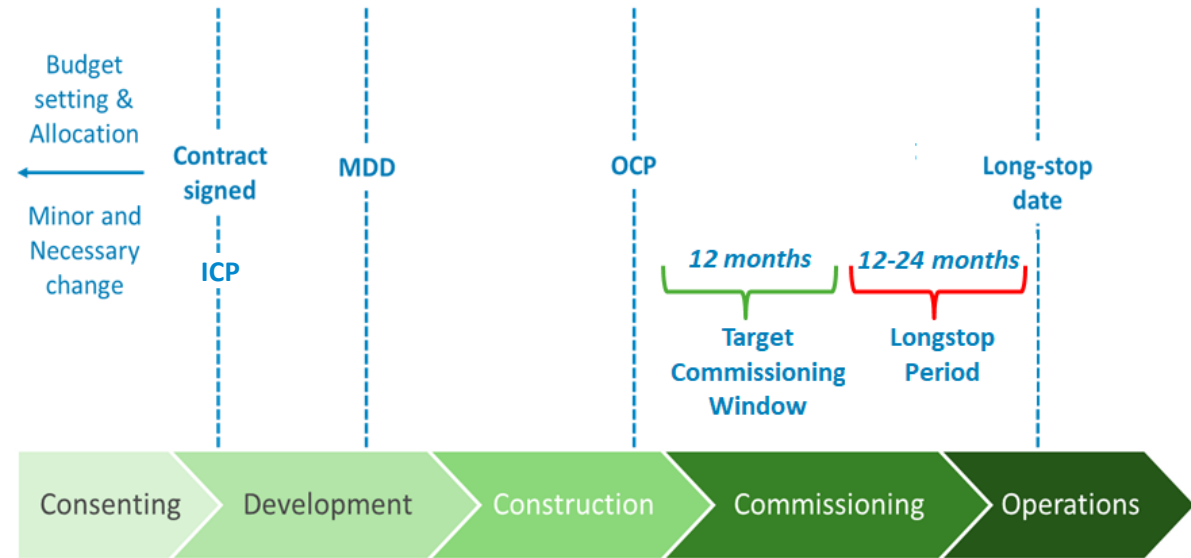 Budget
setting &
Allocation
Minor and
Necessary
change
Contract
signed
ICP
MDD
OCP
Long-stop
date
12 months
12-24 months
Target
Commissioning
Window
Longstop
Period
Consenting
Development
Construction
Commissioning
Operations